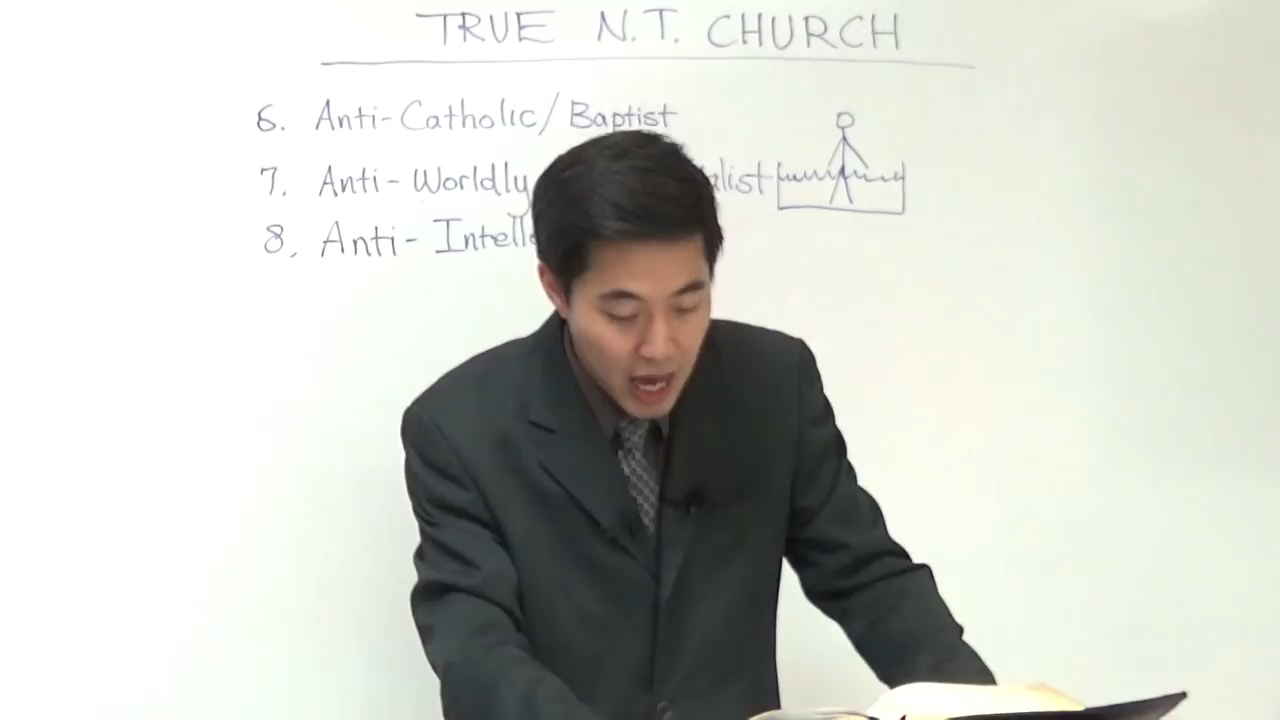 TRUE N.T. CHURCH
6. Anti-Catholic/Baptist
7. Anti-Worldly
8. Anti-